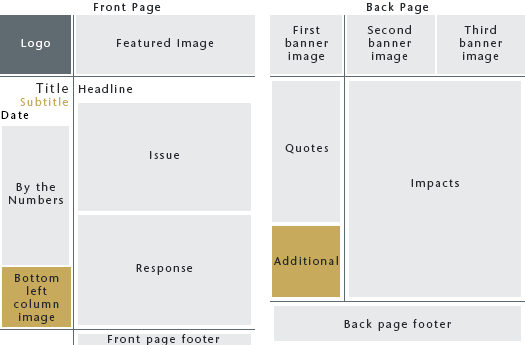 Front Page
Logo
Featured Image
Title
Subtitle
Date
Headline
By the
Numbers
Issue
Response
Bottom
left
column
image
Front page footer
Back Page
First
banner
image
Second
banner
image
Third
banner
image
Quotes
Impacts
Additional
Back page footer